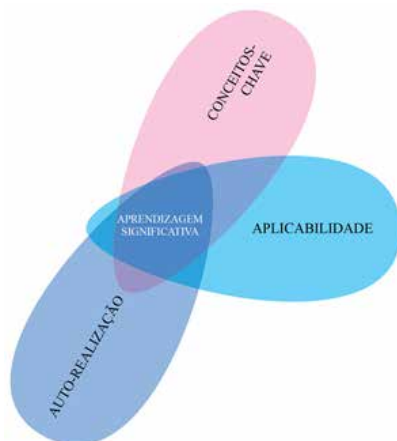 CONCEITOS-
CHAVE
APRENDIZAGEM
SIGNIFICATIVA
APLICABILIDADE
AUTO-REALIZAÇÃO